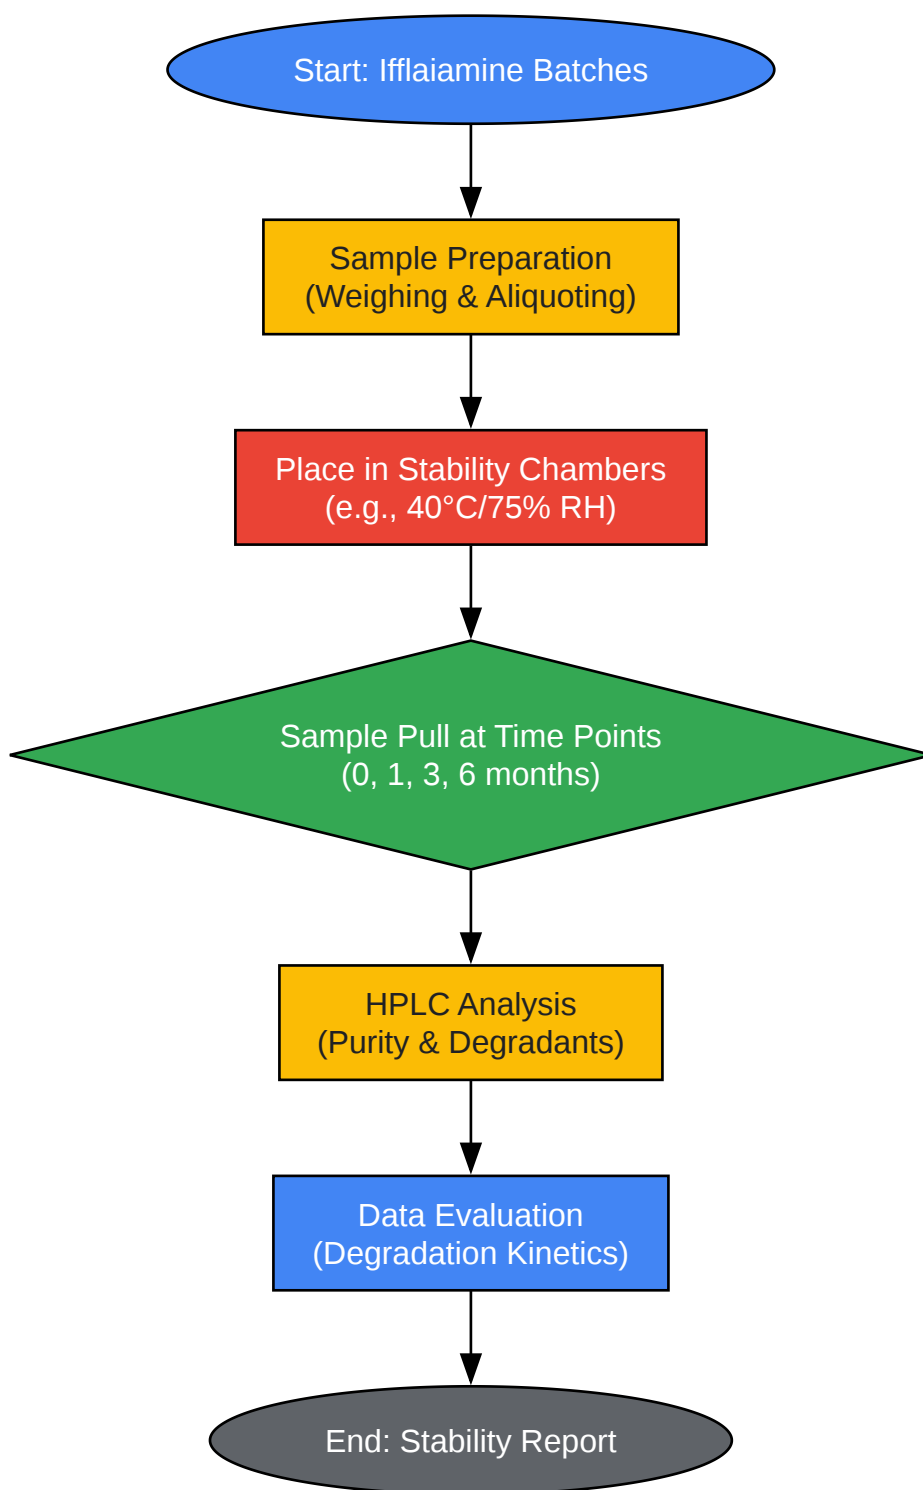 Start: Ifflaiamine Batches
Sample Preparation
(Weighing & Aliquoting)
Place in Stability Chambers
(e.g., 40°C/75% RH)
Sample Pull at Time Points
(0, 1, 3, 6 months)
HPLC Analysis
(Purity & Degradants)
Data Evaluation
(Degradation Kinetics)
End: Stability Report